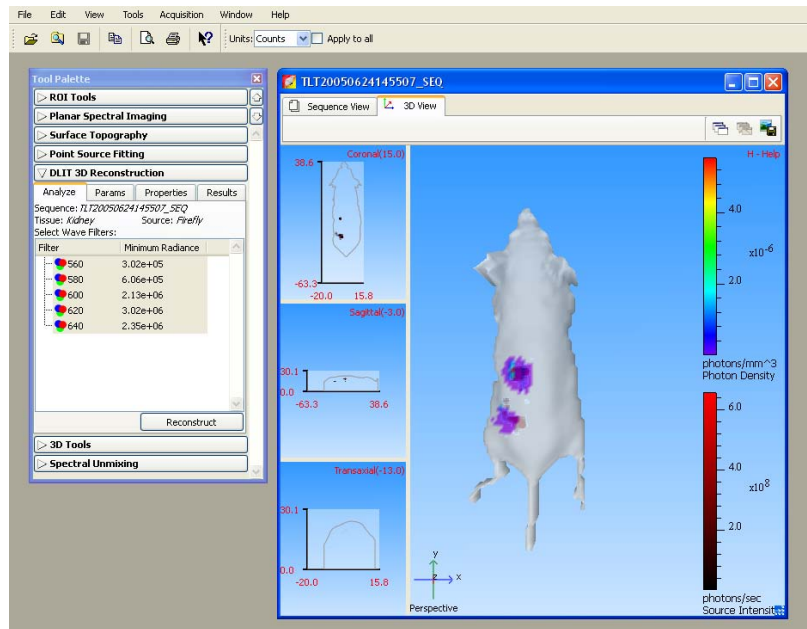 File Edit View Tools Acquisition Window Help
Units: Counts Apply to all
Tool Palette
ROI Tools
Planar Spectral Imaging
Surface Topography
Point Source Fitting
DLIT 3D Reconstruction
Analyze Params Properties Results
Sequence: TLT20050624145507_SEQ
Tissue: Kidney Source: Firefly
Select Wave Filters:
Filter Minimum Radiance
560 3.02e+05
580 6.06e+05
600 2.13e+06
620 3.02e+06
640 2.35e+06
Reconstruct
3D Tools
Spectral Unmixing
TLT20050624145507_SEQ
Sequence View 3D View
Coronal(15.0)
38.6
-63.3
-20.0 15.8
Sagittal(-3.0)
30.1
0.0
-63.3 38.6
Transaxial(-13.0)
30.1
0.0
-20.0 15.8
H - Help
4.0
x10-6
2.0
photons/mm^3
Photon Density
6.0
4.0
x108
2.0
photons/sec
Source Intensit
y
z x
Perspective